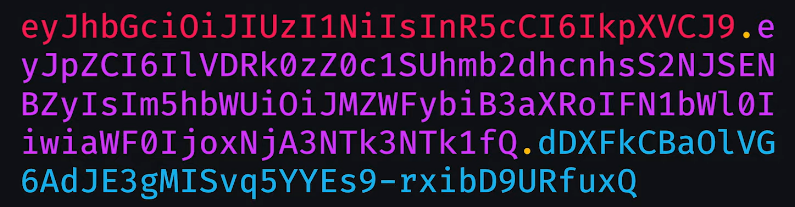 eyJhbGciOiJIUzI1NiIsInR5cCI6IkpXVCJ9.e
yJpZCI6IlVDRk0zZ0c1SUhmb2dhcnhsS2NJSEN
BZyIsIm5hbWUiOiJMZWFybiB3aXRoIFN1bWl0I
iwiaWF0IjoxNjA3NTk3NTk1fQ.dDXFkCBaOlVG
6AdJE3gMISvq5YYEs9-rxibD9URfuxQ